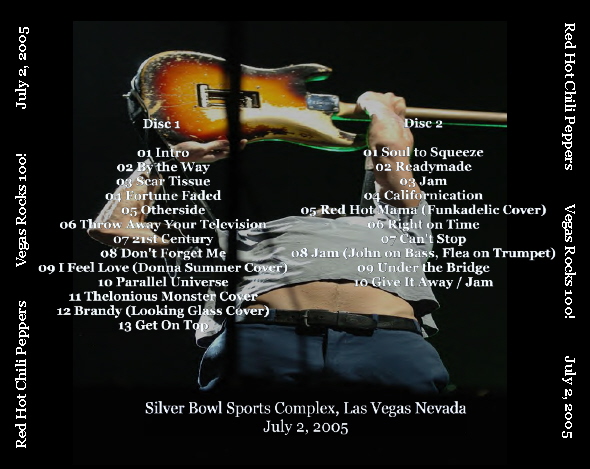 July 2, 2005
Vegas Rocks 100!
Red Hot Chili Peppers
Disc 1
01 Intro
02 By the Way
03 Scar Tissue
04 Fortune Faded
05 Otherside
06 Throw Away Your Television
07 21st Century
08 Don't Forget Me
09 I Feel Love (Donna Summer Cover)
10 Parallel Universe
11 Thelonious Monster Cover
12 Brandy (Looking Glass Cover)
13 Get On Top
Disc 2
01 Soul to Squeeze
02 Readymade
03 Jam
04 Californication
05 Red Hot Mama (Funkadelic Cover)
06 Right on Time
07 Can't Stop
08 Jam (John on Bass, Flea on Trumpet)
09 Under the Bridge
10 Give It Away / Jam
Silver Bowl Sports Complex, Las Vegas Nevada
July 2, 2005
Red Hot Chili Peppers
Vegas Rocks 100!
July 2, 2005